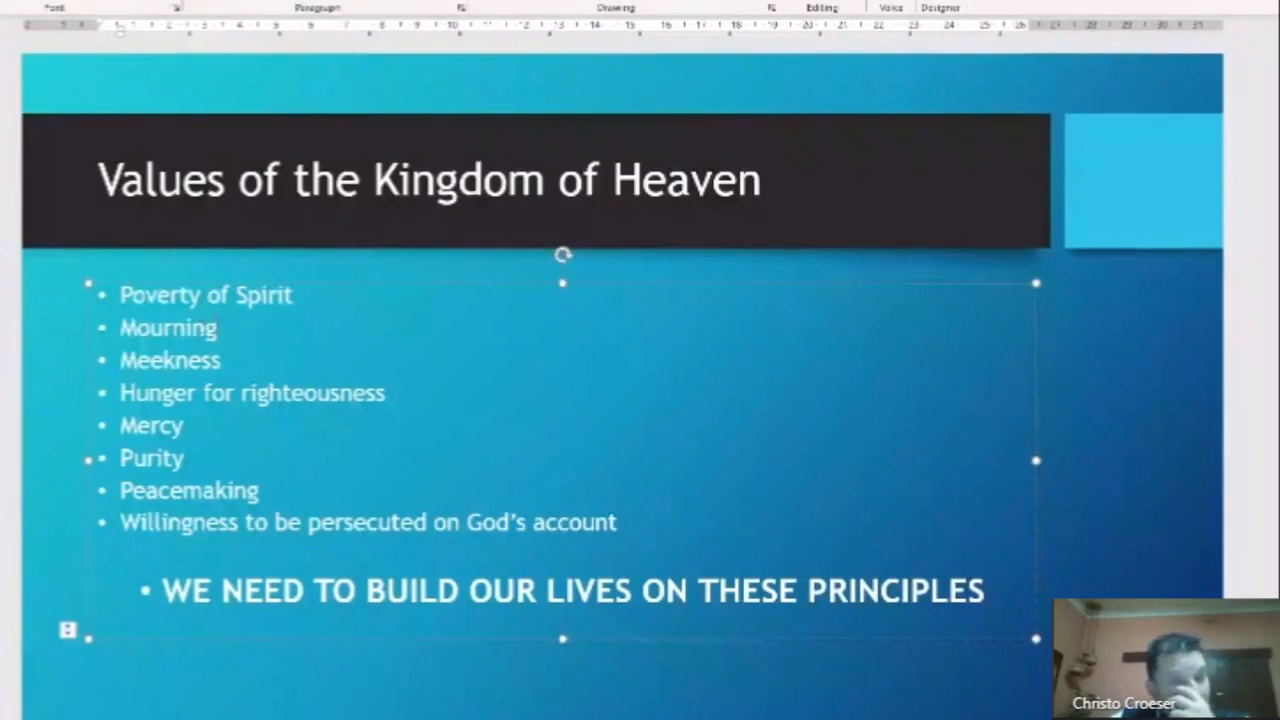 Font Paragraph Drawing Editing Voice Designer
Values of the Kingdom of Heaven
• Poverty of Spirit
• Mourning
• Meekness
• Hunger for righteousness
• Mercy
• Purity
• Peacemaking
• Willingness to be persecuted on God's account
• WE NEED TO BUILD OUR LIVES ON THESE PRINCIPLES
Christo Croeser